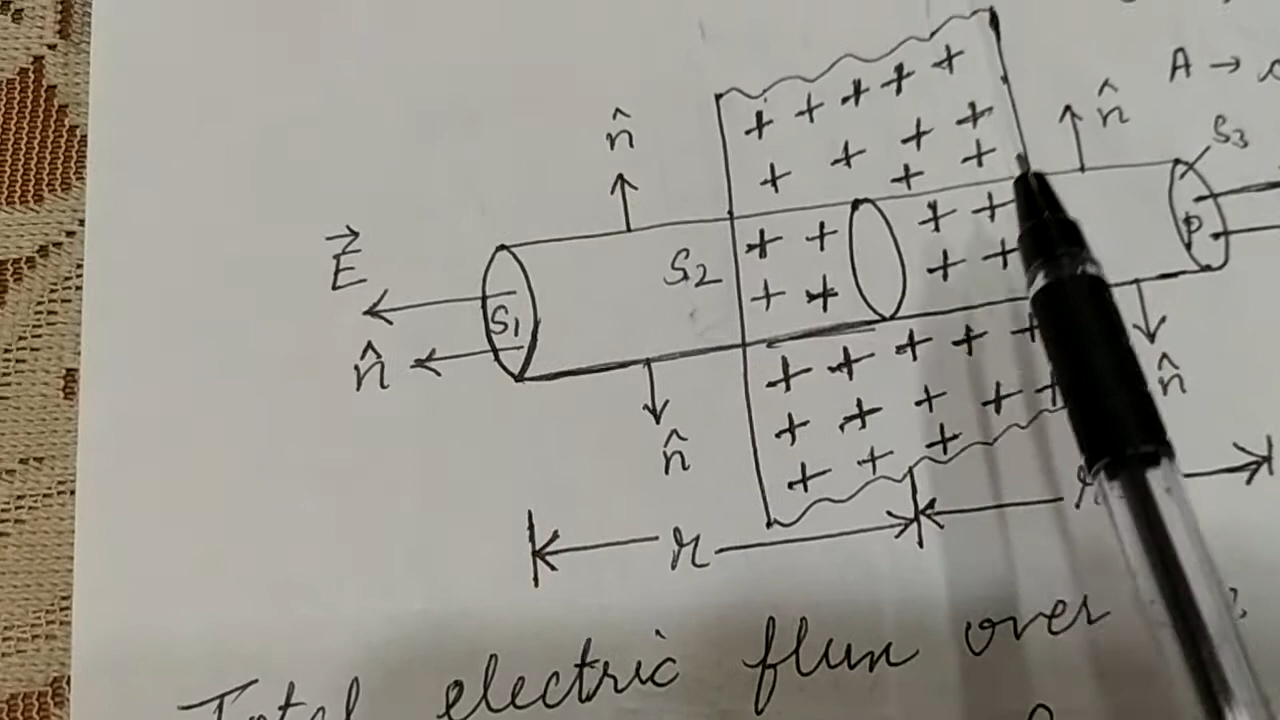 A →
n̂
n̂
S3
E⃗
S1
S2
P
n̂
n̂
n̂
r
Total electric flux over